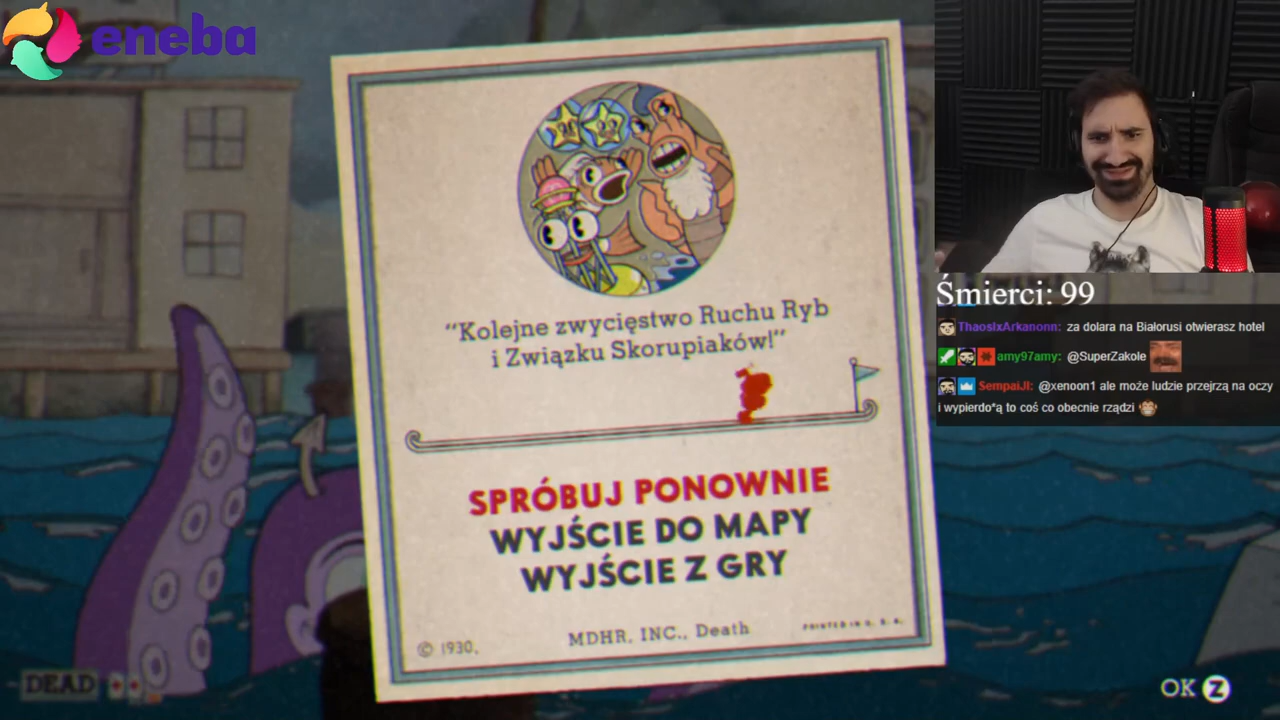 eneba
“Kolejne zwycięstwo Ruchu Ryb
i Związku Skorupiaków!”
SPRÓBUJ PONOWNIE
WYJŚCIE DO MAPY
WYJŚCIE Z GRY
© 1930,
MDHR, INC., Death
PRINTED IN U. S. A.
DEAD
OK Z
Śmierci: 99
ThaosIxArkanonn: za dolara na Białorusi otwierasz hotel
amy97amy: @SuperZakole
SempaiJI: @xenoon1 ale może ludzie przejrzą na oczy
i wypierdo*ą to coś co obecnie rządzi